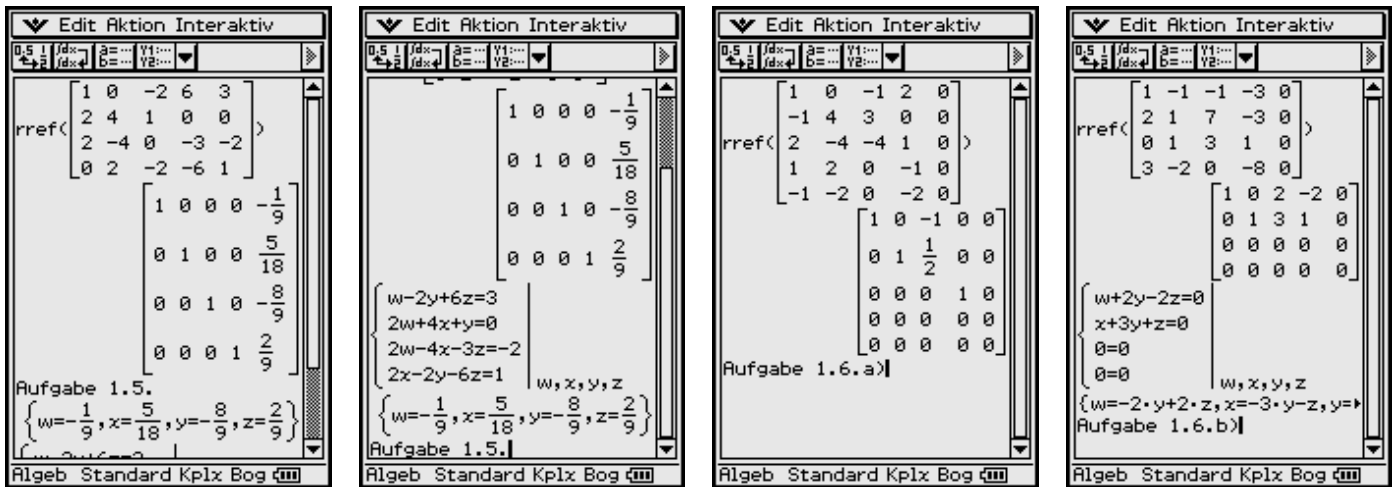 Edit Aktion Interaktiv
rref(
1 0 -2 6 3
2 4 1 0 0
2 -4 0 -3 -2
0 2 -2 -6 1
)
1 0 0 0 -1/9
0 1 0 0 5/18
0 0 1 0 -8/9
0 0 0 1 2/9
Aufgabe 1.5.
{w=-1/9,x=5/18,y=-8/9,z=2/9}
Algeb Standard Kplx Bog
Edit Aktion Interaktiv
1 0 0 0 -1/9
0 1 0 0 5/18
0 0 1 0 -8/9
0 0 0 1 2/9
w-2y+6z=3
2w+4x+y=0
2w-4x-3z=-2
2x-2y-6z=1 | w,x,y,z
{w=-1/9,x=5/18,y=-8/9,z=2/9}
Aufgabe 1.5.
Algeb Standard Kplx Bog
Edit Aktion Interaktiv
rref(
1 0 -1 2 0
-1 4 3 0 0
2 -4 -4 1 0
1 2 0 -1 0
-1 -2 0 -2 0
)
1 0 -1 0 0
0 1 1/2 0 0
0 0 0 1 0
0 0 0 0 0
0 0 0 0 0
Aufgabe 1.6.a)
Algeb Standard Kplx Bog
Edit Aktion Interaktiv
rref(
1 -1 -1 -3 0
2 1 7 -3 0
0 1 3 1 0
3 -2 0 -8 0
)
1 0 2 -2 0
0 1 3 1 0
0 0 0 0 0
0 0 0 0 0
w+2y-2z=0
x+3y+z=0
0=0
0=0 | w,x,y,z
{w=-2·y+2·z,x=-3·y-z,y=
Aufgabe 1.6.b)
Algeb Standard Kplx Bog